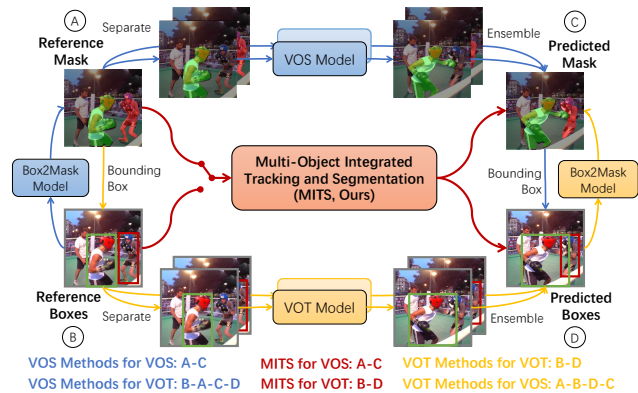 A
Reference
Mask
Separate
VOS Model
Ensemble
C
Predicted
Mask
Box2Mask
Model
Bounding
Box
Multi-Object Integrated
Tracking and Segmentation
(MITS, Ours)
Bounding
Box
Box2Mask
Model
Reference
Boxes
B
Separate
VOT Model
Ensemble
Predicted
Boxes
D
VOS Methods for VOS: A-C
MITS for VOS: A-C
VOT Methods for VOT: B-D
VOS Methods for VOT: B-A-C-D
MITS for VOT: B-D
VOT Methods for VOS: A-B-D-C